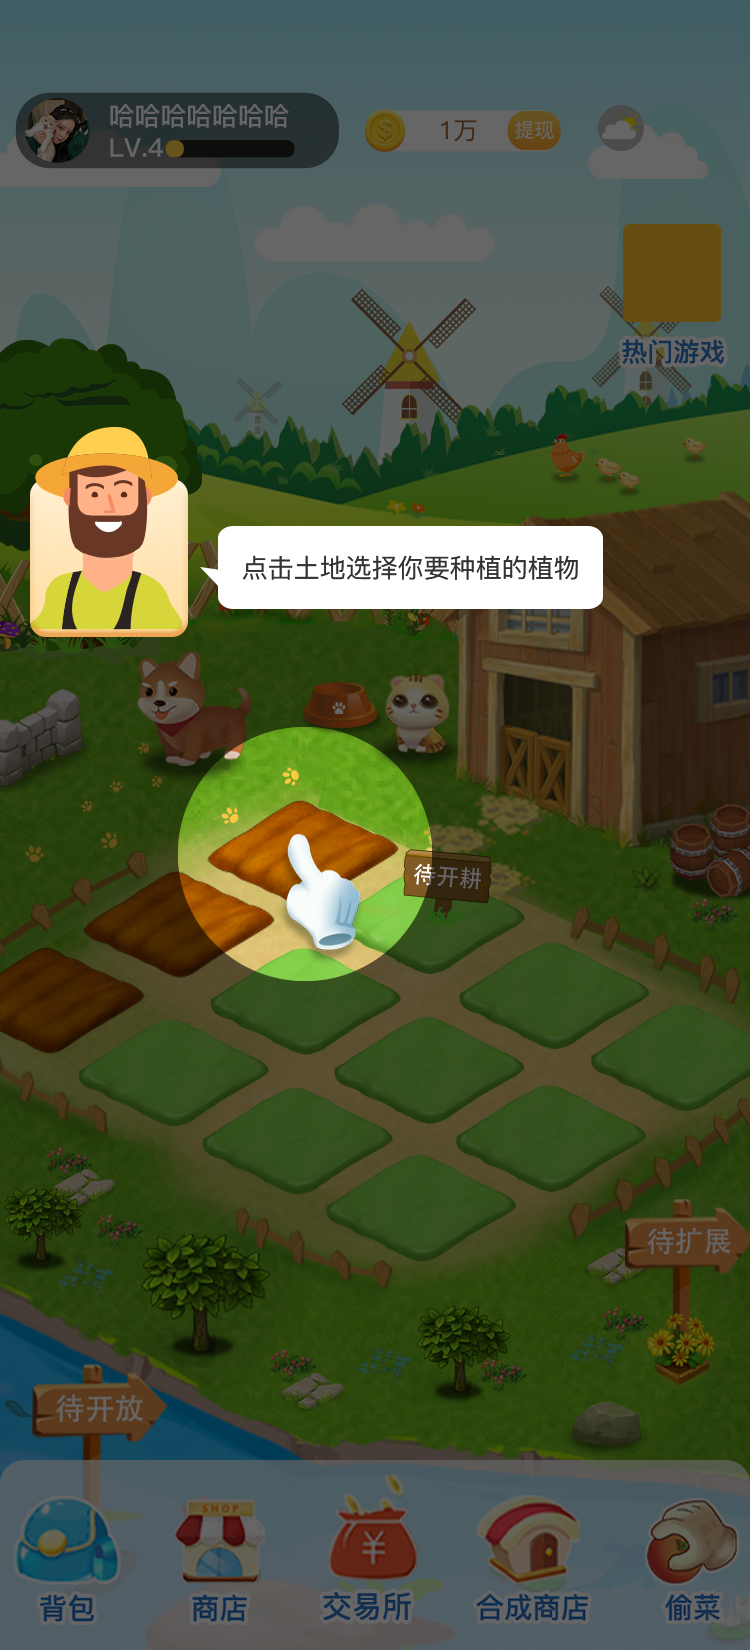 哈哈哈哈哈哈哈
LV.4
1万
提现
热门游戏
点击土地选择你要种植的植物
待开耕
待扩展
待开放
SHOP
¥
背包
商店
交易所
合成商店
偷菜